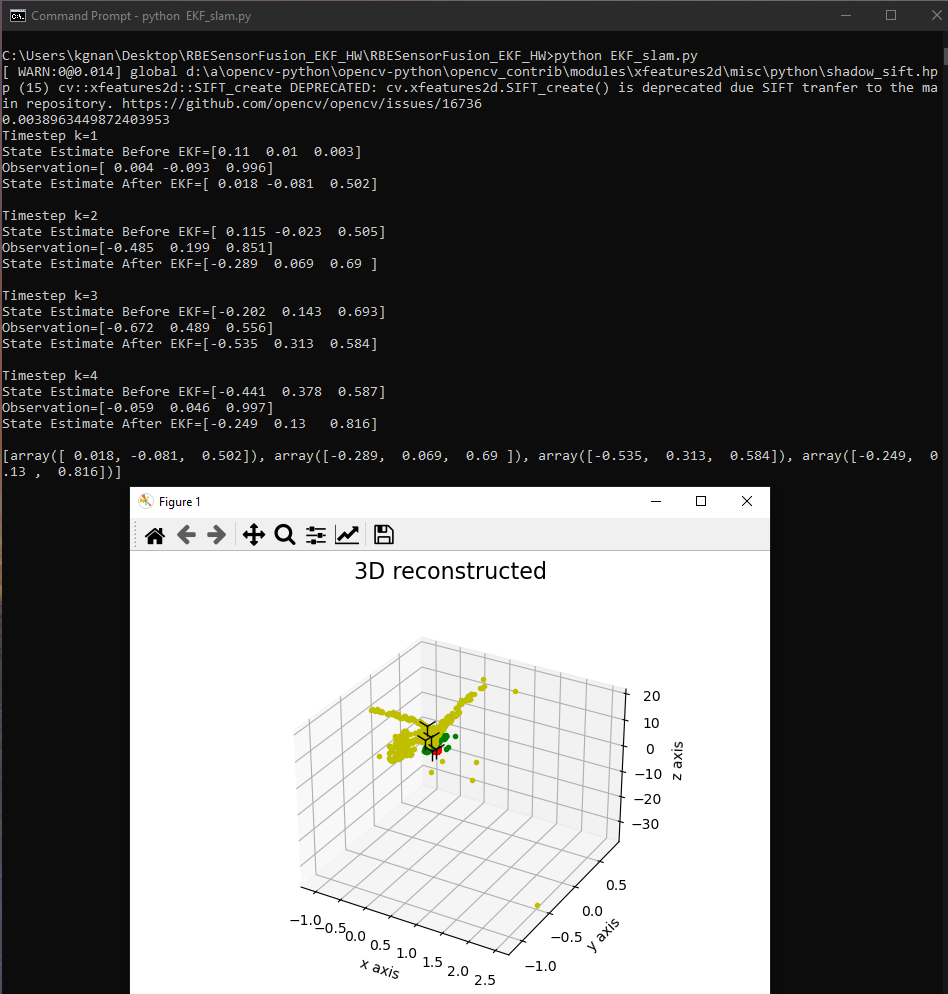 Command Prompt - python EKF_slam.py
C:\Users\kgnan\Desktop\RBESensorFusion_EKF_HW\RBESensorFusion_EKF_HW>python EKF_slam.py
[ WARN:0@0.014] global d:\a\opencv-python\opencv-python\opencv_contrib\modules\xfeatures2d\misc\python\shadow_sift.hp
p (15) cv::xfeatures2d::SIFT_create DEPRECATED: cv.xfeatures2d.SIFT_create() is deprecated due SIFT tranfer to the ma
in repository. https://github.com/opencv/opencv/issues/16736
0.0038963449872403953
Timestep k=1
State Estimate Before EKF=[0.11  0.01  0.003]
Observation=[ 0.004 -0.093  0.996]
State Estimate After EKF=[ 0.018 -0.081  0.502]
Timestep k=2
State Estimate Before EKF=[ 0.115 -0.023  0.505]
Observation=[-0.485  0.199  0.851]
State Estimate After EKF=[-0.289  0.069  0.69 ]
Timestep k=3
State Estimate Before EKF=[-0.202  0.143  0.693]
Observation=[-0.672  0.489  0.556]
State Estimate After EKF=[-0.535  0.313  0.584]
Timestep k=4
State Estimate Before EKF=[-0.441  0.378  0.587]
Observation=[-0.059  0.046  0.997]
State Estimate After EKF=[-0.249  0.13   0.816]
[array([ 0.018, -0.081,  0.502]), array([-0.289,  0.069,  0.69 ]), array([-0.535,  0.313,  0.584]), array([-0.249,  0
.13 ,  0.816])]
Figure 1
3D reconstructed
20
10
0
−10
−20
−30
z axis
−1.0
−0.5
0.0
0.5
1.0
1.5
2.0
2.5
x axis
0.5
0.0
−0.5
−1.0
y axis